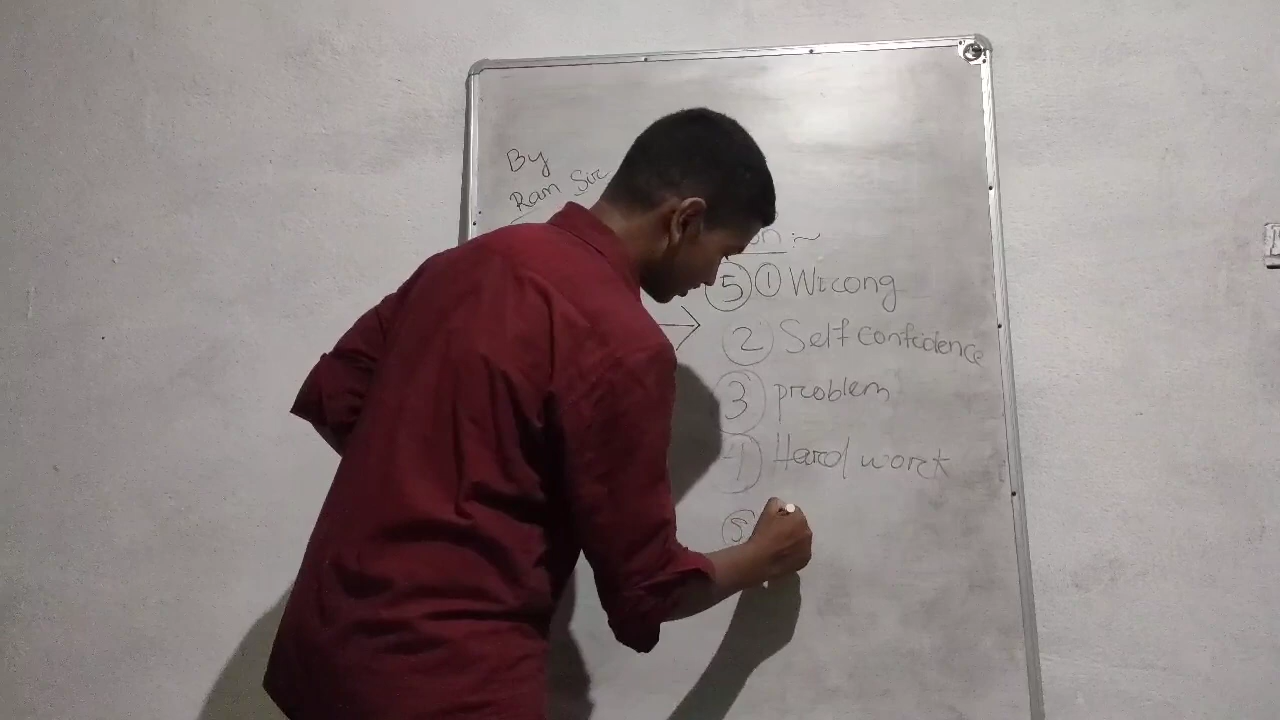 By
Ram Sir
on :~
⑤ ① Wrong
② Self confidence
③ problem
④ Hard work
⑤